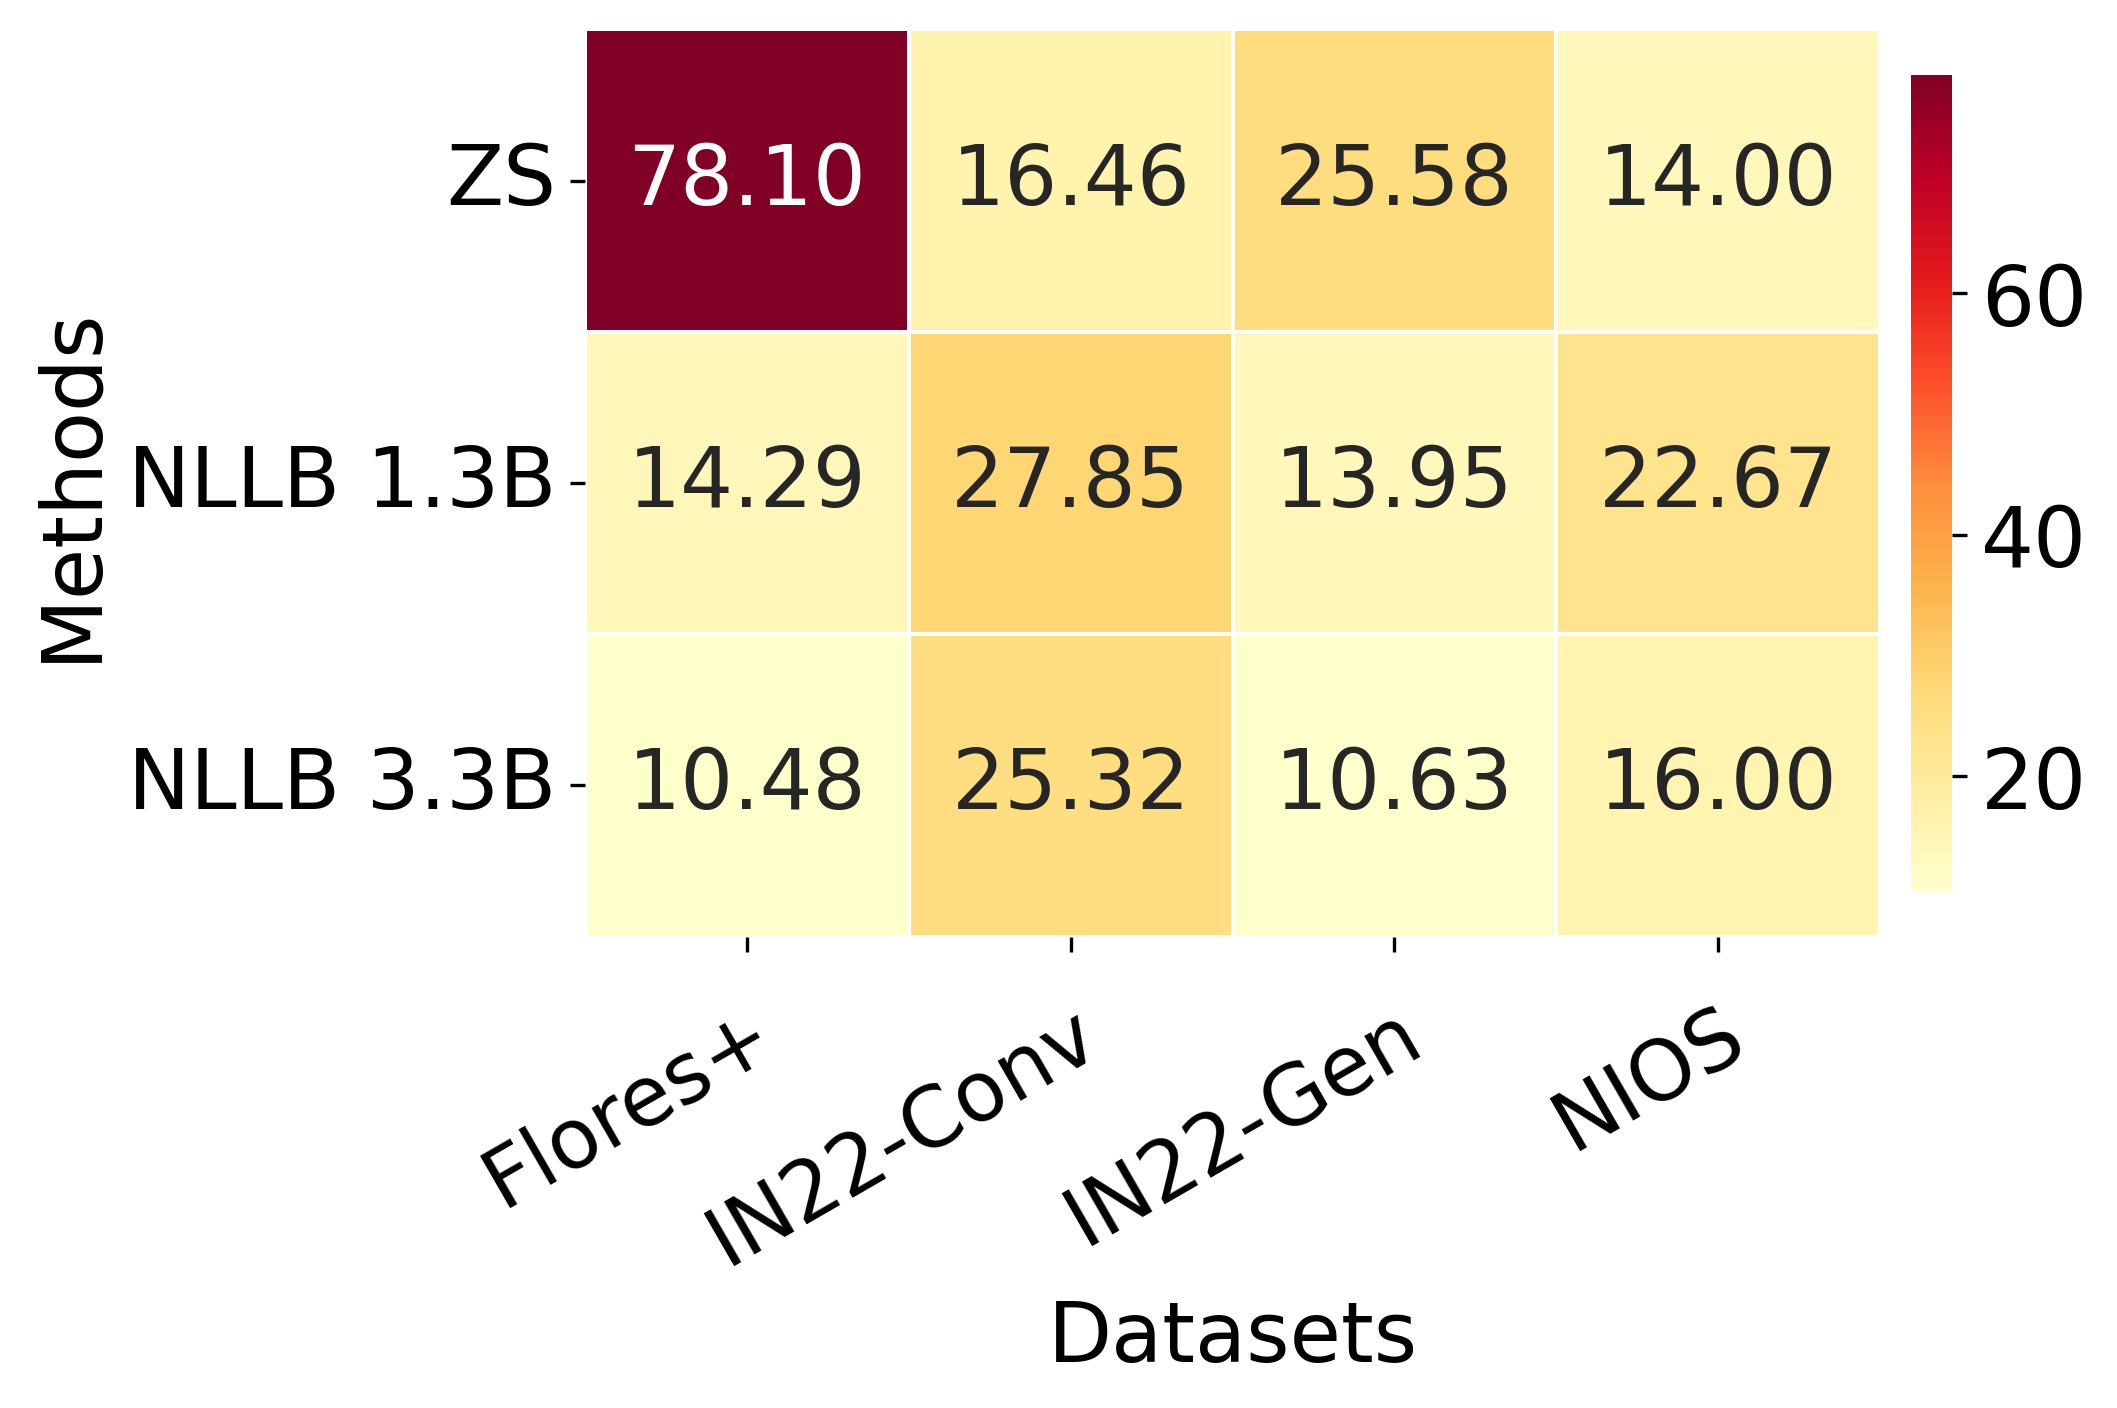 Methods
ZS 78.10 16.46 25.58 14.00
NLLB 1.3B 14.29 27.85 13.95 22.67
NLLB 3.3B 10.48 25.32 10.63 16.00
60
40
20
Flores+ IN22-Conv IN22-Gen NIOS
Datasets